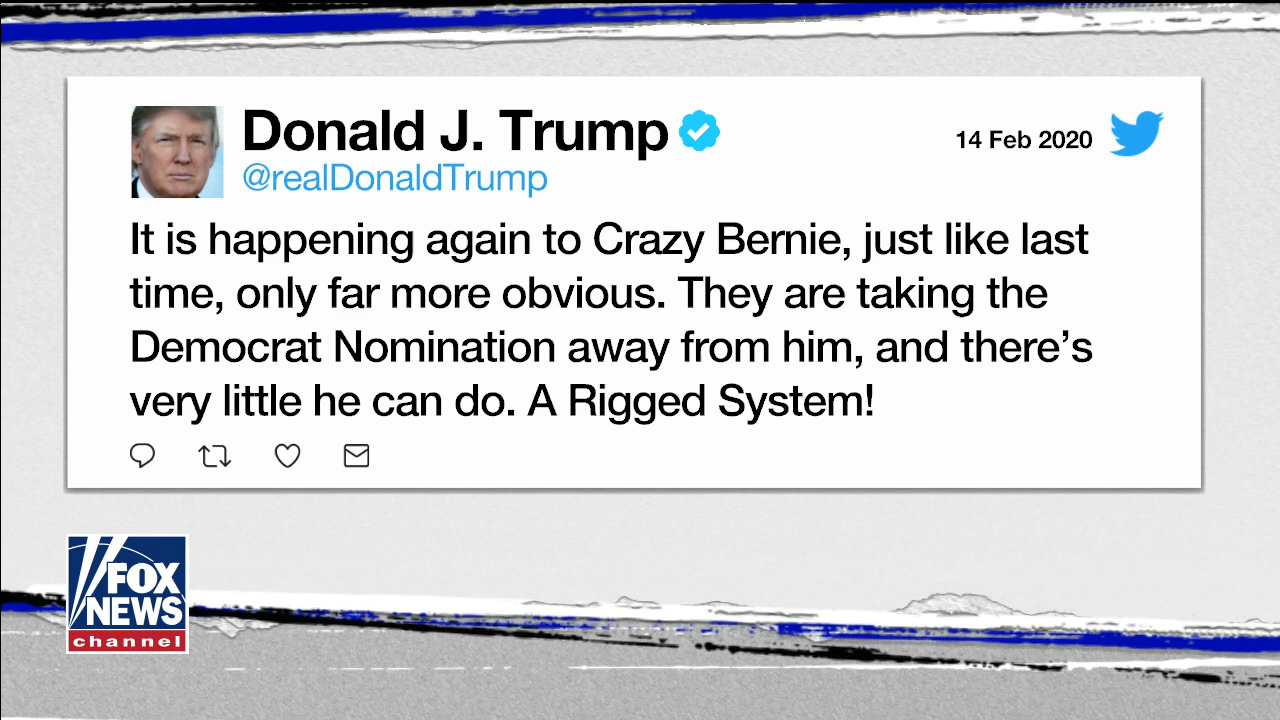 Donald J. Trump
@realDonaldTrump
14 Feb 2020
It is happening again to Crazy Bernie, just like last
time, only far more obvious. They are taking the
Democrat Nomination away from him, and there’s
very little he can do. A Rigged System!
FOX
NEWS
channel